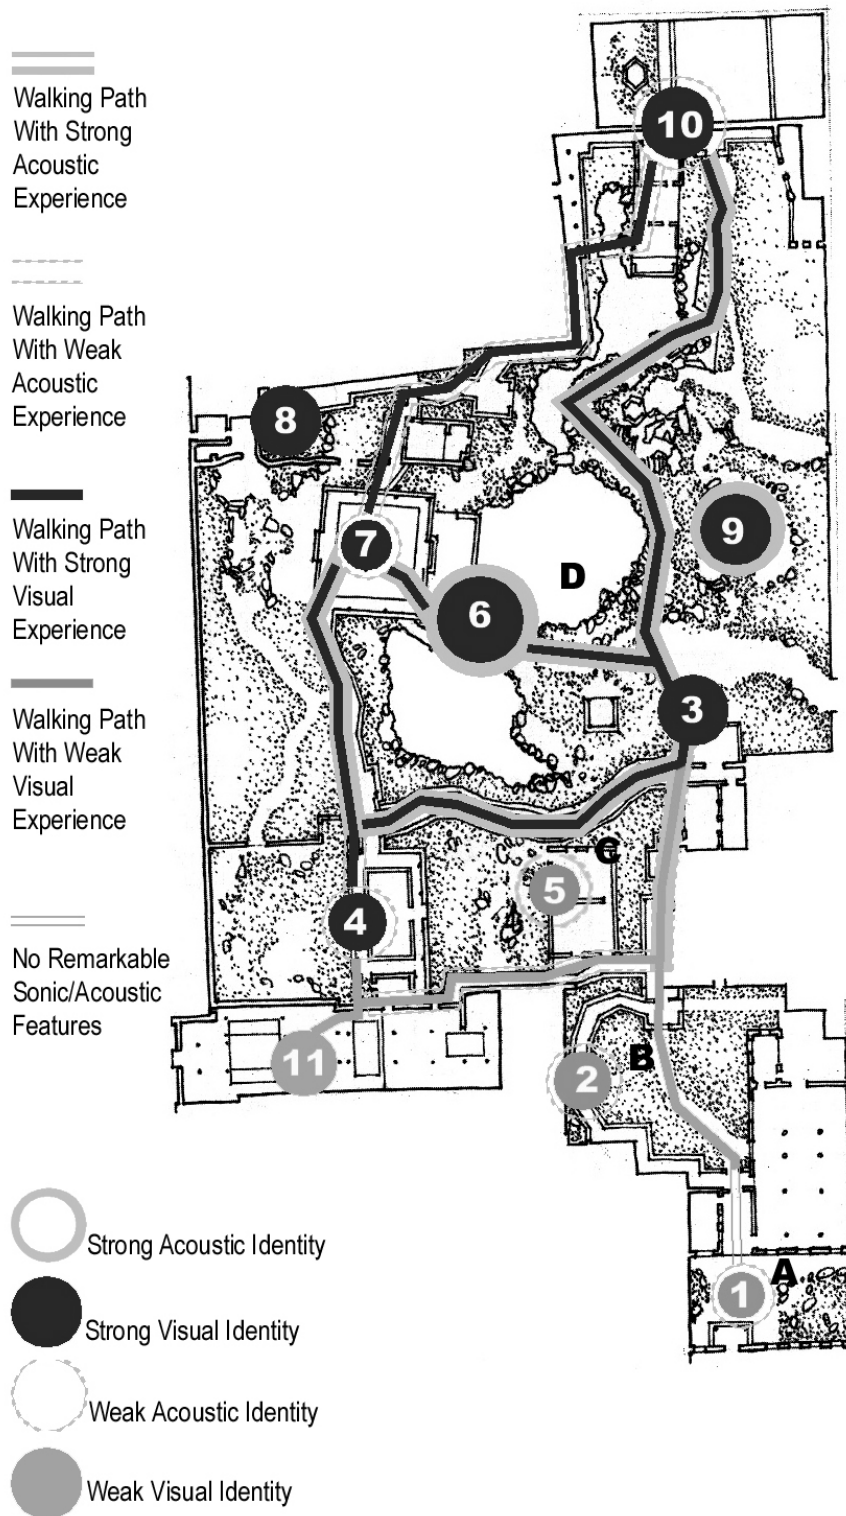 Walking Path
With Strong
Acoustic
Experience
Walking Path
With Weak
Acoustic
Experience
Walking Path
With Strong
Visual
Experience
Walking Path
With Weak
Visual
Experience
No Remarkable
Sonic/Acoustic
Features
10
8
7
9
D
6
3
C
5
4
11
B
2
A
1
Strong Acoustic Identity
Strong Visual Identity
Weak Acoustic Identity
Weak Visual Identity